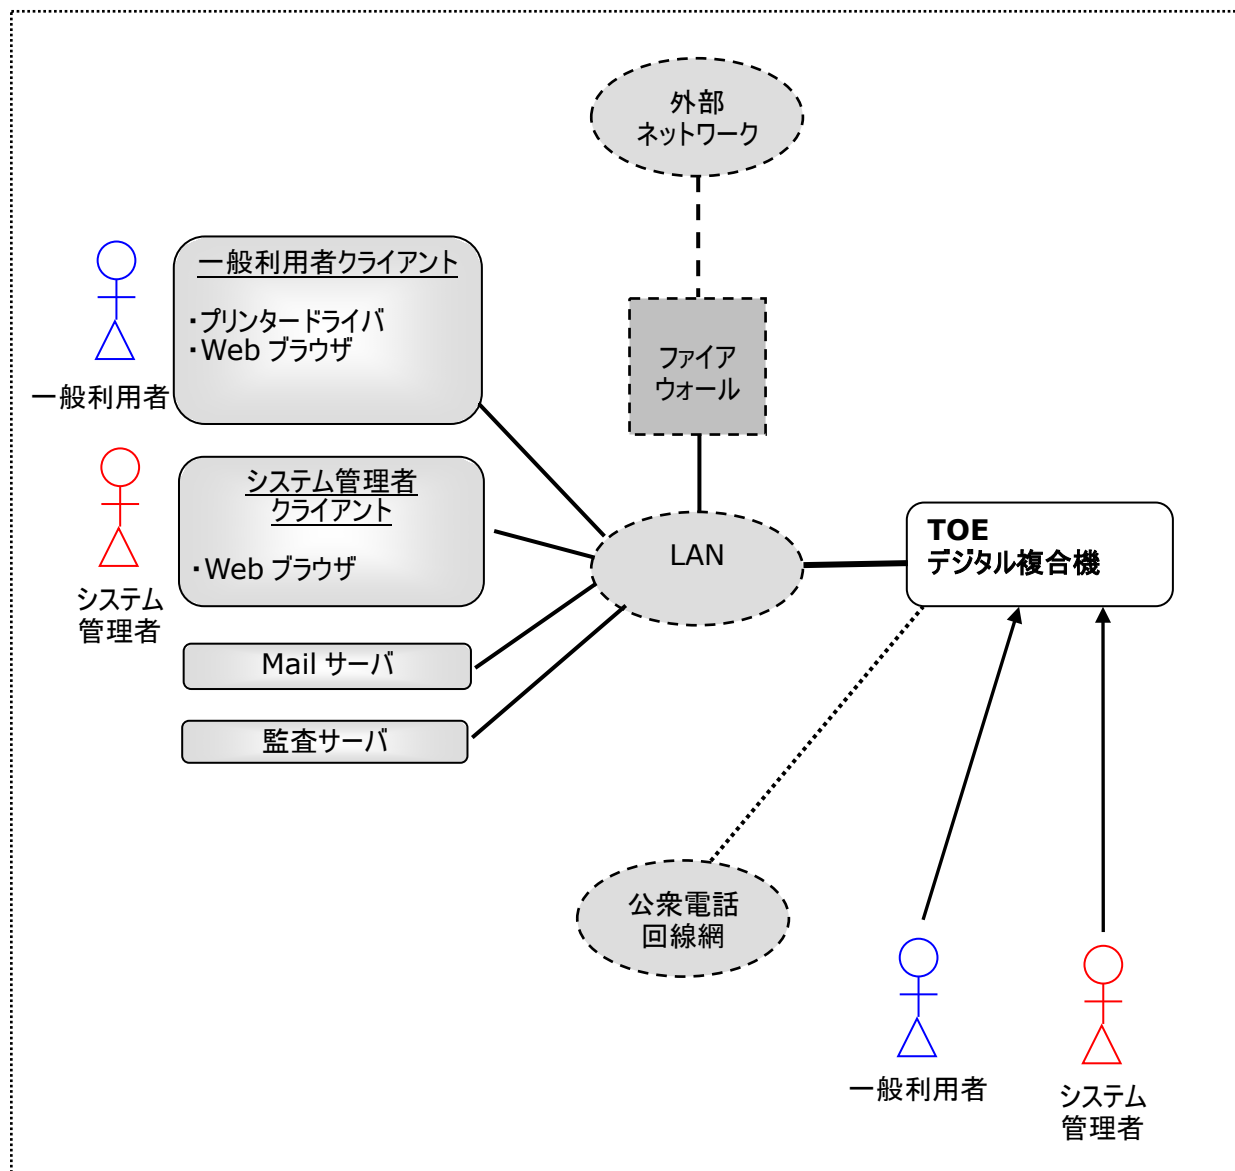 外部
ネットワーク
一般利用者クライアント
・プリンタードライバ
・Web ブラウザ
一般利用者
ファイア
ウォール
システム管理者
クライアント
・Web ブラウザ
システム
管理者
LAN
TOE
デジタル複合機
Mail サーバ
監査サーバ
公衆電話
回線網
一般利用者
システム
管理者